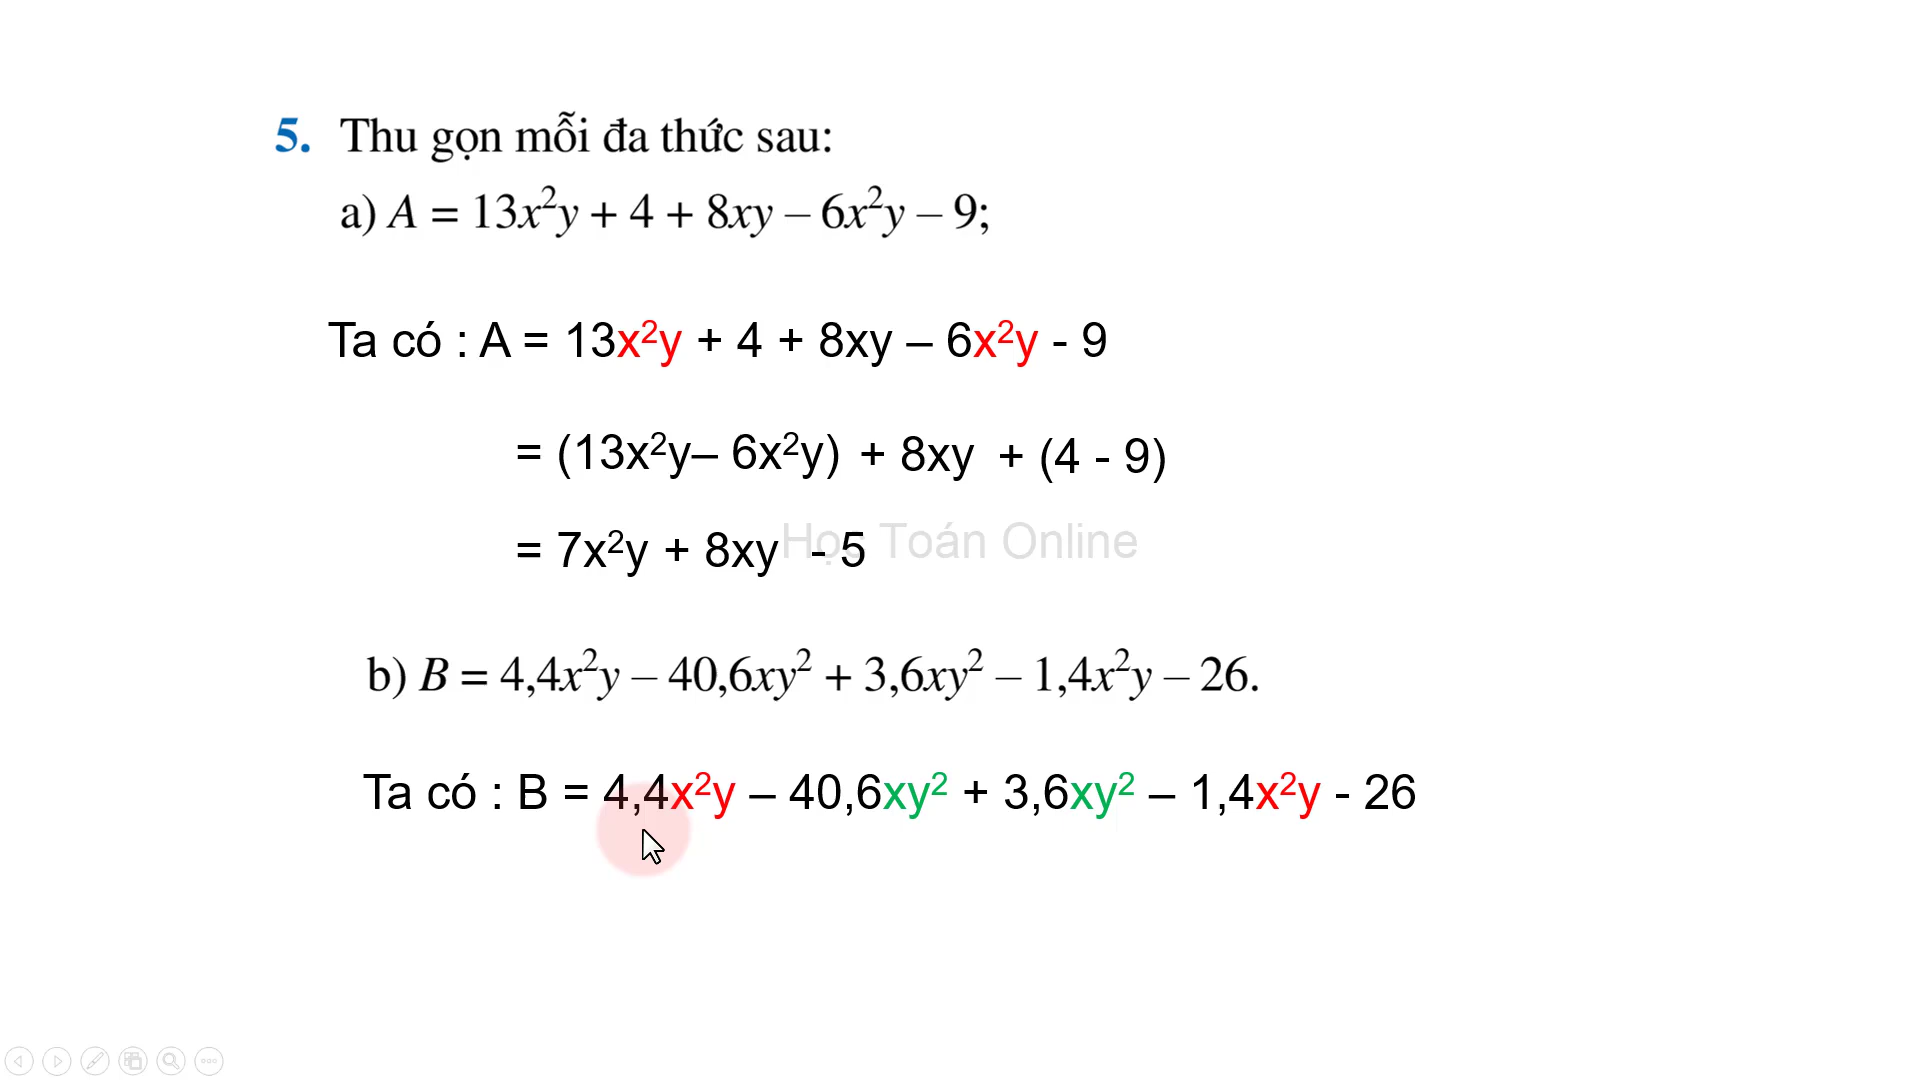 5. Thu gọn mỗi đa thức sau:
a) A = 13x²y + 4 + 8xy – 6x²y – 9;
Ta có : A = 13x²y + 4 + 8xy – 6x²y - 9
= (13x²y– 6x²y) + 8xy + (4 - 9)
= 7x²y + 8xy - 5
Học Toán Online
b) B = 4,4x²y – 40,6xy² + 3,6xy² – 1,4x²y – 26.
Ta có : B = 4,4x²y – 40,6xy² + 3,6xy² – 1,4x²y - 26